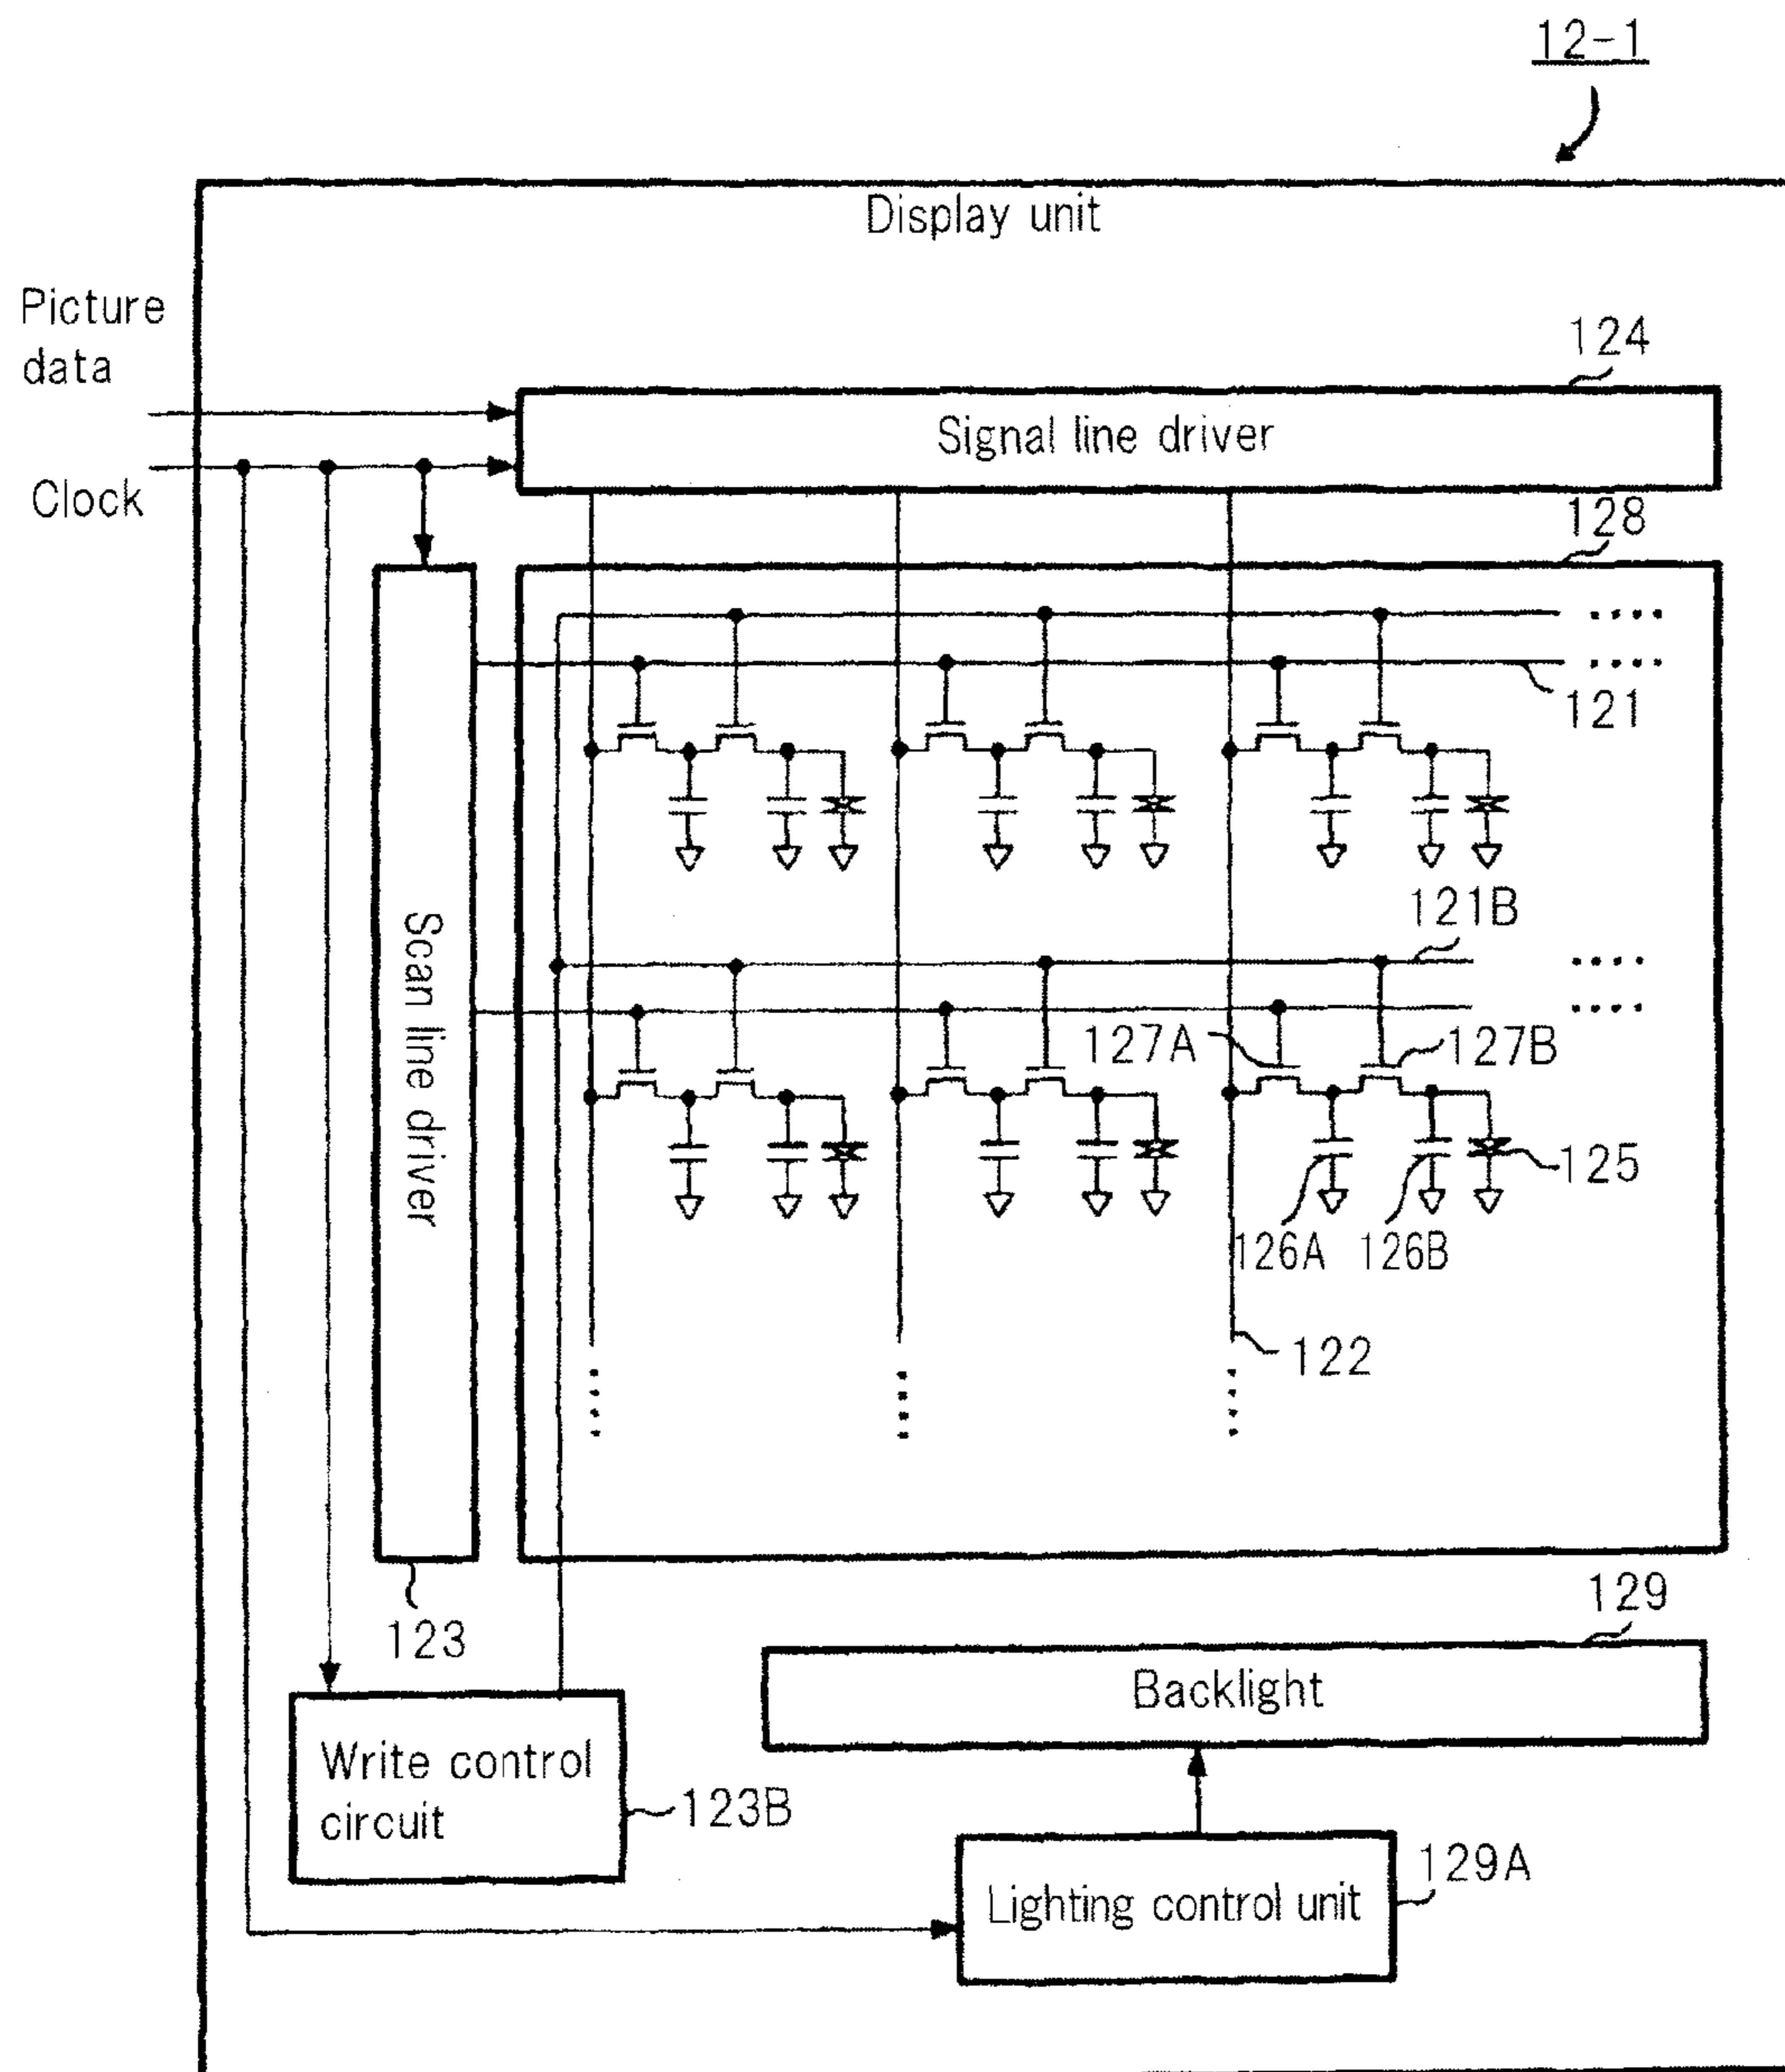 12-1
Display unit
Picture
data
124
Signal line driver
Clock
128
121
121B
Scan line driver
127A
127B
125
126A
126B
122
129
123
Backlight
Write control
circuit
123B
129A
Lighting control unit